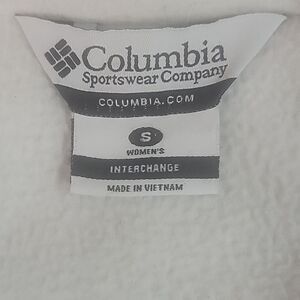 Columbia
Sportswear Company
COLUMBIA.COM
S
WOMEN'S
INTERCHANGE
MADE IN VIETNAM